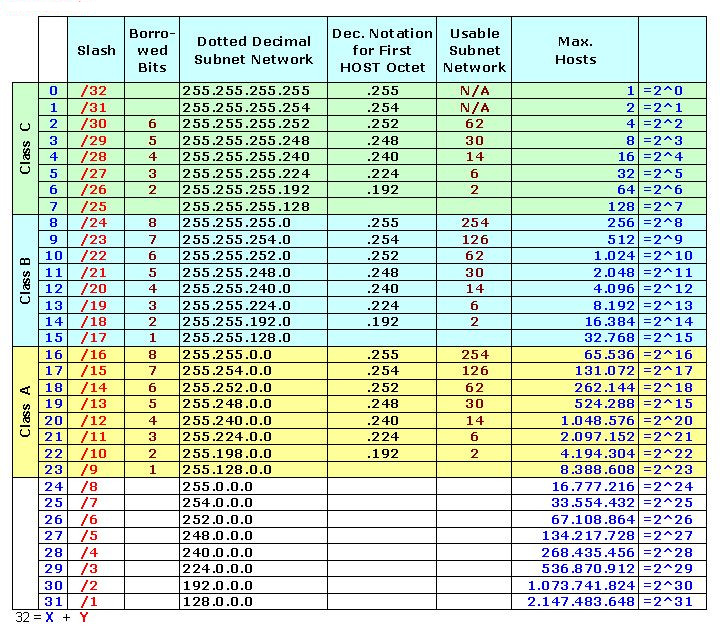 Slash Borro-wed Bits Dotted Decimal Subnet Network Dec. Notation for First HOST Octet Usable Subnet Network Max. Hosts
Class C
0 /32 255.255.255.255 .255 N/A 1 =2^0
1 /31 255.255.255.254 .254 N/A 2 =2^1
2 /30 6 255.255.255.252 .252 62 4 =2^2
3 /29 5 255.255.255.248 .248 30 8 =2^3
4 /28 4 255.255.255.240 .240 14 16 =2^4
5 /27 3 255.255.255.224 .224 6 32 =2^5
6 /26 2 255.255.255.192 .192 2 64 =2^6
7 /25 255.255.255.128 128 =2^7
Class B
8 /24 8 255.255.255.0 .255 254 256 =2^8
9 /23 7 255.255.254.0 .254 126 512 =2^9
10 /22 6 255.255.252.0 .252 62 1.024 =2^10
11 /21 5 255.255.248.0 .248 30 2.048 =2^11
12 /20 4 255.255.240.0 .240 14 4.096 =2^12
13 /19 3 255.255.224.0 .224 6 8.192 =2^13
14 /18 2 255.255.192.0 .192 2 16.384 =2^14
15 /17 1 255.255.128.0 32.768 =2^15
Class A
16 /16 8 255.255.0.0 .255 254 65.536 =2^16
17 /15 7 255.254.0.0 .254 126 131.072 =2^17
18 /14 6 255.252.0.0 .252 62 262.144 =2^18
19 /13 5 255.248.0.0 .248 30 524.288 =2^15
20 /12 4 255.240.0.0 .240 14 1.048.576 =2^20
21 /11 3 255.224.0.0 .224 6 2.097.152 =2^21
22 /10 2 255.198.0.0 .192 2 4.194.304 =2^22
23 /9 1 255.128.0.0 8.388.608 =2^23
24 /8 255.0.0.0 16.777.216 =2^24
25 /7 254.0.0.0 33.554.432 =2^25
26 /6 252.0.0.0 67.108.864 =2^26
27 /5 248.0.0.0 134.217.728 =2^27
28 /4 240.0.0.0 268.435.456 =2^28
29 /3 224.0.0.0 536.870.912 =2^29
30 /2 192.0.0.0 1.073.741.824 =2^30
31 /1 128.0.0.0 2.147.483.648 =2^31
32 = X + Y